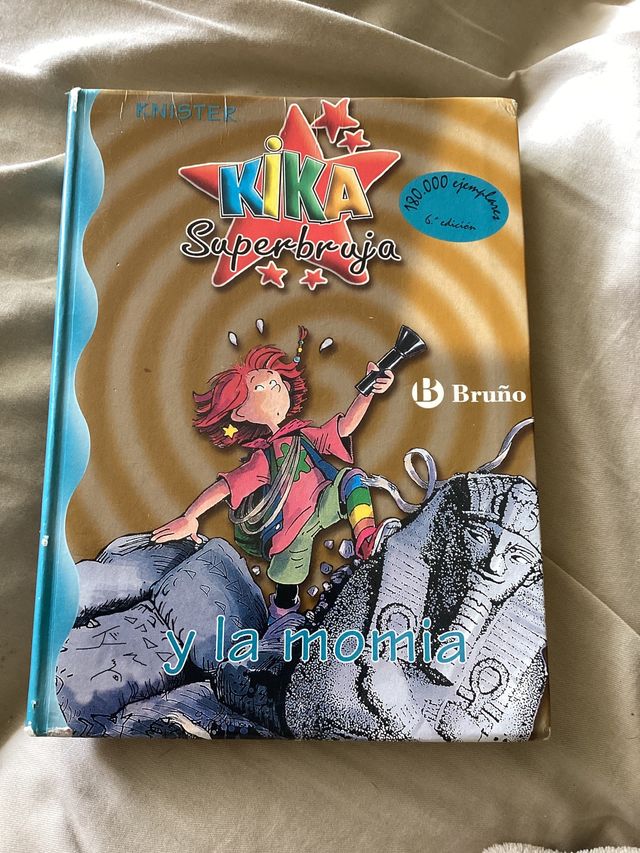 KNISTER
KIKA
Superbruja
180.000 ejemplares
6.ª edición
B Bruño
y la momia